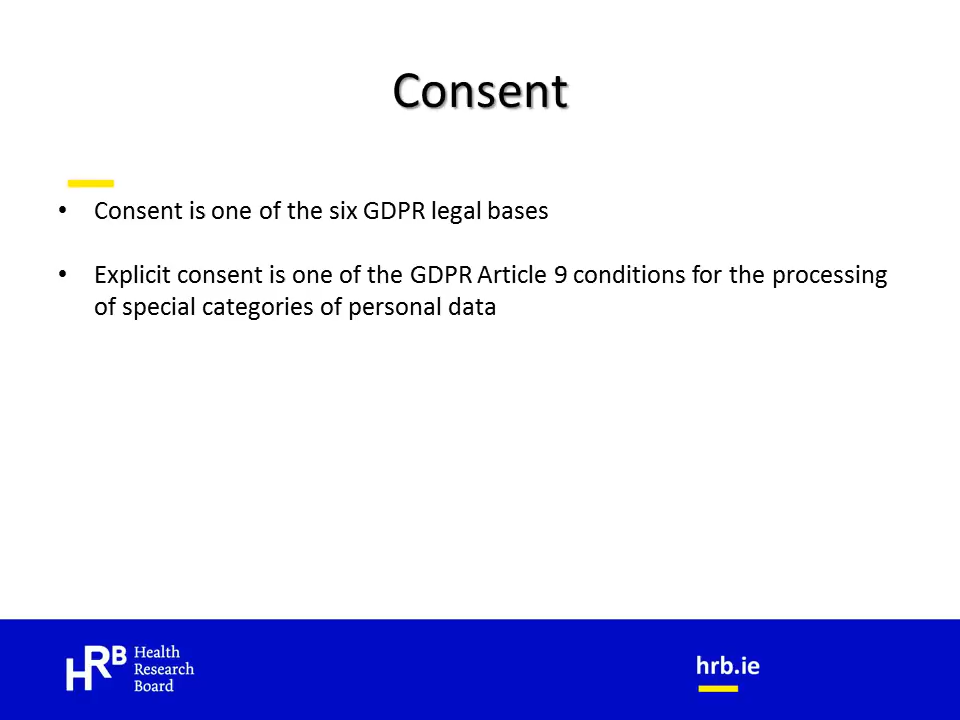 Consent
• Consent is one of the six GDPR legal bases
• Explicit consent is one of the GDPR Article 9 conditions for the processing
of special categories of personal data
HRB
Health
Research
Board
hrb.ie